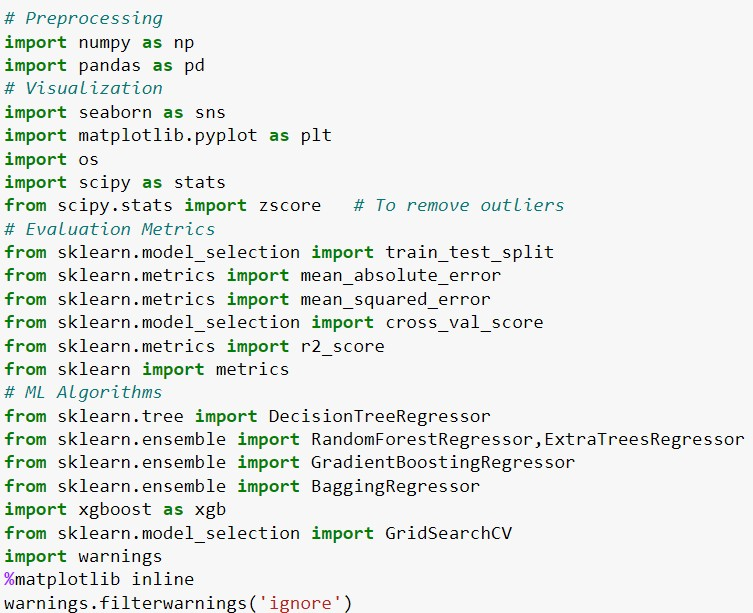 # Preprocessing
import numpy as np
import pandas as pd
# Visualization
import seaborn as sns
import matplotlib.pyplot as plt
import os
import scipy as stats
from scipy.stats import zscore   # To remove outliers
# Evaluation Metrics
from sklearn.model_selection import train_test_split
from sklearn.metrics import mean_absolute_error
from sklearn.metrics import mean_squared_error
from sklearn.model_selection import cross_val_score
from sklearn.metrics import r2_score
from sklearn import metrics
# ML Algorithms
from sklearn.tree import DecisionTreeRegressor
from sklearn.ensemble import RandomForestRegressor,ExtraTreesRegressor
from sklearn.ensemble import GradientBoostingRegressor
from sklearn.ensemble import BaggingRegressor
import xgboost as xgb
from sklearn.model_selection import GridSearchCV
import warnings
%matplotlib inline
warnings.filterwarnings('ignore')